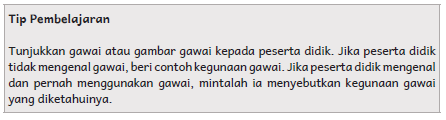 Tip Pembelajaran
Tunjukkan gawai atau gambar gawai kepada peserta didik. Jika peserta didik
tidak mengenal gawai, beri contoh kegunaan gawai. Jika peserta didik mengenal
dan pernah menggunakan gawai, mintalah ia menyebutkan kegunaan gawai
yang diketahuinya.